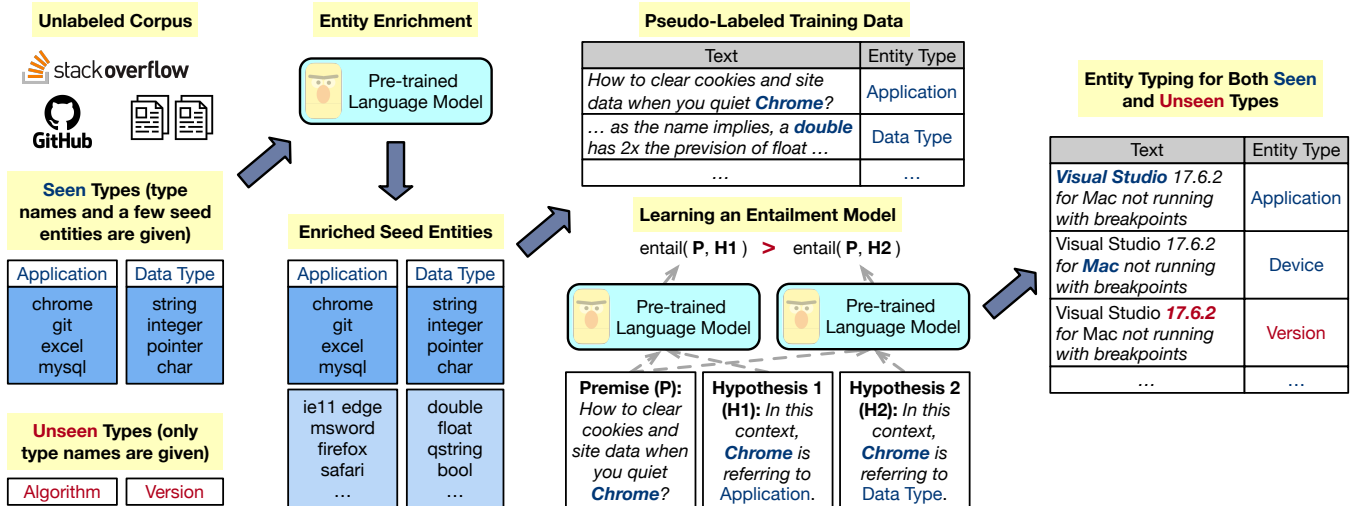 Unlabeled Corpus
stack overflow
GitHub
Seen Types (type
names and a few seed
entities are given)
Application
chrome
git
excel
mysql
Data Type
string
integer
pointer
char
Unseen Types (only
type names are given)
Algorithm
Version
Entity Enrichment
Pre-trained
Language Model
Enriched Seed Entities
Application
chrome
git
excel
mysql
ie11 edge
msword
firefox
safari
...
Data Type
string
integer
pointer
char
double
float
qstring
bool
...
Pseudo-Labeled Training Data
Text
Entity Type
How to clear cookies and site
data when you quiet Chrome?
Application
... as the name implies, a double
has 2x the prevision of float ...
Data Type
...
...
Learning an Entailment Model
entail( P, H1 ) > entail( P, H2 )
Pre-trained
Language Model
Pre-trained
Language Model
Premise (P):
How to clear
cookies and
site data when
you quiet
Chrome?
Hypothesis 1
(H1): In this
context,
Chrome is
referring to
Application.
Hypothesis 2
(H2): In this
context,
Chrome is
referring to
Data Type.
Entity Typing for Both Seen
and Unseen Types
Text
Entity Type
Visual Studio 17.6.2
for Mac not running
with breakpoints
Application
Visual Studio 17.6.2
for Mac not running
with breakpoints
Device
Visual Studio 17.6.2
for Mac not running
with breakpoints
Version
...
...